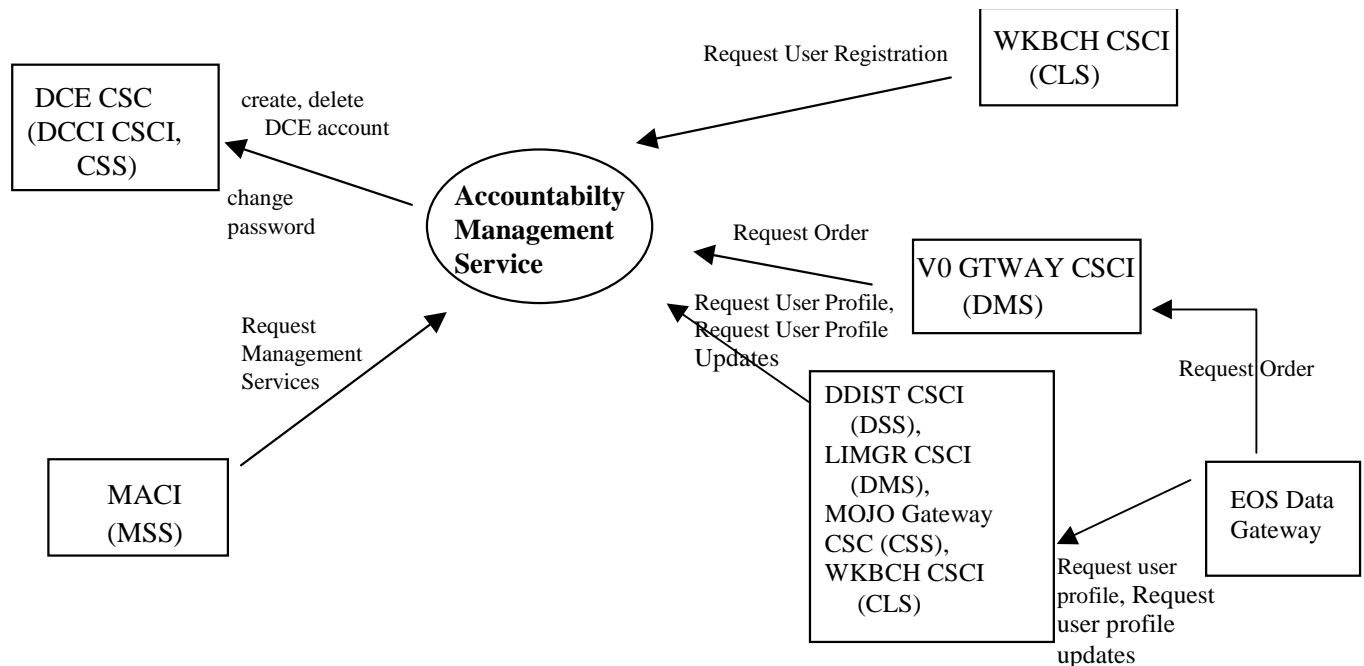 DCE CSC
(DCCI CSCI,
CSS)
create, delete
DCE account
change
password
Request User Registration
WKBCH CSCI
(CLS)
Accountabilty
Management
Service
Request Order
V0 GTWAY CSCI
(DMS)
Request User Profile,
Request User Profile
Updates
Request
Management
Services
Request Order
MACI
(MSS)
DDIST CSCI
(DSS),
LIMGR CSCI
(DMS),
MOJO Gateway
CSC (CSS),
WKBCH CSCI
(CLS)
EOS Data
Gateway
Request user
profile, Request
user profile
updates